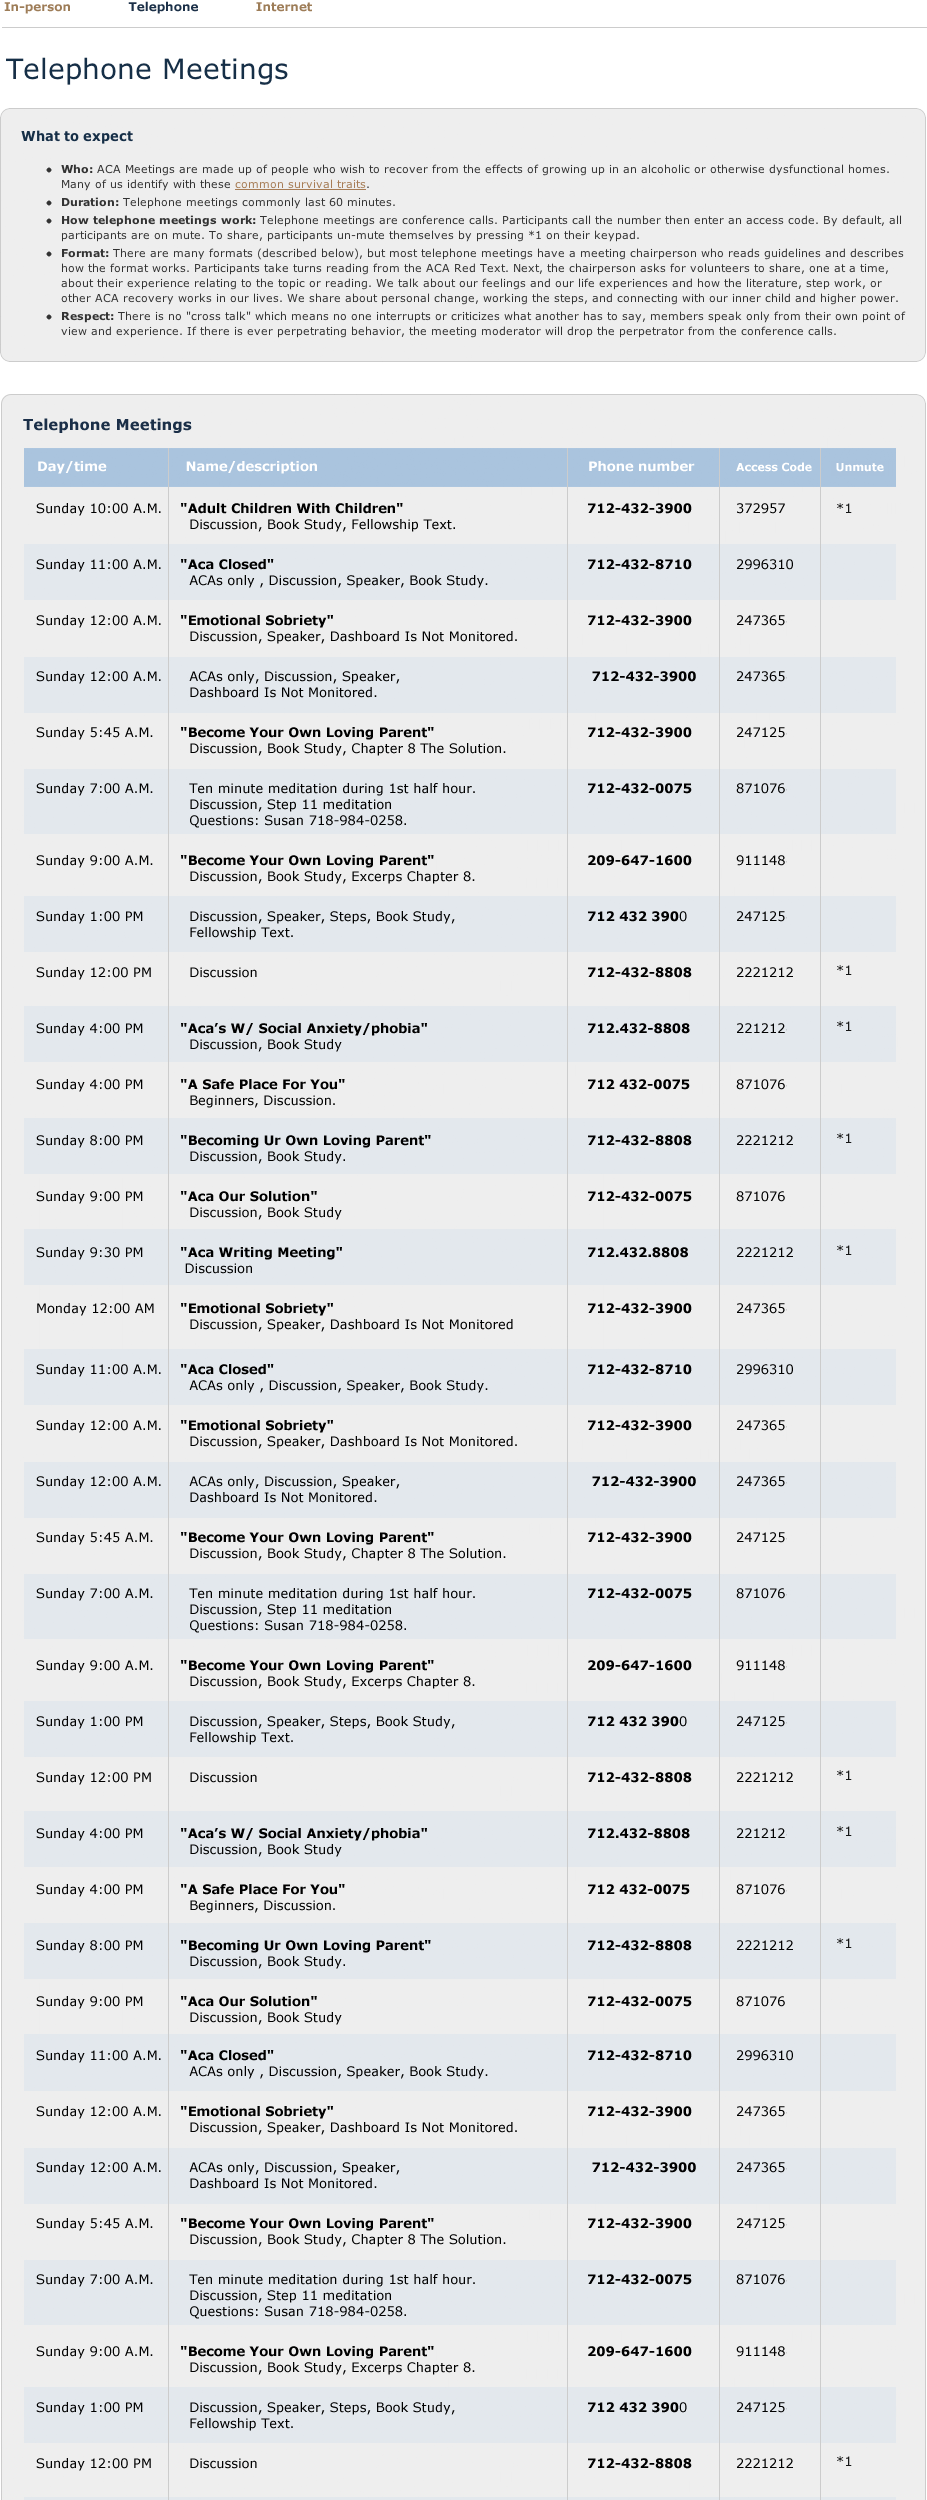 In-person Telephone Internet
Telephone Meetings
What to expect
• Who: ACA Meetings are made up of people who wish to recover from the effects of growing up in an alcoholic or otherwise dysfunctional homes.
Many of us identify with these common survival traits.
• Duration: Telephone meetings commonly last 60 minutes.
• How telephone meetings work: Telephone meetings are conference calls. Participants call the number then enter an access code. By default, all
participants are on mute. To share, participants un-mute themselves by pressing *1 on their keypad.
• Format: There are many formats (described below), but most telephone meetings have a meeting chairperson who reads guidelines and describes
how the format works. Participants take turns reading from the ACA Red Text. Next, the chairperson asks for volunteers to share, one at a time,
about their experience relating to the topic or reading. We talk about our feelings and our life experiences and how the literature, step work, or
other ACA recovery works in our lives. We share about personal change, working the steps, and connecting with our inner child and higher power.
• Respect: There is no "cross talk" which means no one interrupts or criticizes what another has to say, members speak only from their own point of
view and experience. If there is ever perpetrating behavior, the meeting moderator will drop the perpetrator from the conference calls.
Telephone Meetings
Day/time Name/description Phone number Access Code Unmute
Sunday 10:00 A.M. "Adult Children With Children" 712-432-3900 372957 *1
Discussion, Book Study, Fellowship Text.
Sunday 11:00 A.M. "Aca Closed" 712-432-8710 2996310
ACAs only , Discussion, Speaker, Book Study.
Sunday 12:00 A.M. "Emotional Sobriety" 712-432-3900 247365
Discussion, Speaker, Dashboard Is Not Monitored.
Sunday 12:00 A.M. ACAs only, Discussion, Speaker, 712-432-3900 247365
Dashboard Is Not Monitored.
Sunday 5:45 A.M. "Become Your Own Loving Parent" 712-432-3900 247125
Discussion, Book Study, Chapter 8 The Solution.
Sunday 7:00 A.M. Ten minute meditation during 1st half hour. 712-432-0075 871076
Discussion, Step 11 meditation
Questions: Susan 718-984-0258.
Sunday 9:00 A.M. "Become Your Own Loving Parent" 209-647-1600 911148
Discussion, Book Study, Excerps Chapter 8.
Sunday 1:00 PM Discussion, Speaker, Steps, Book Study, 712 432 3900 247125
Fellowship Text.
Sunday 12:00 PM Discussion 712-432-8808 2221212 *1
Sunday 4:00 PM "Aca’s W/ Social Anxiety/phobia" 712.432-8808 221212 *1
Discussion, Book Study
Sunday 4:00 PM "A Safe Place For You" 712 432-0075 871076
Beginners, Discussion.
Sunday 8:00 PM "Becoming Ur Own Loving Parent" 712-432-8808 2221212 *1
Discussion, Book Study.
Sunday 9:00 PM "Aca Our Solution" 712-432-0075 871076
Discussion, Book Study
Sunday 9:30 PM "Aca Writing Meeting" 712.432.8808 2221212 *1
Discussion
Monday 12:00 AM "Emotional Sobriety" 712-432-3900 247365
Discussion, Speaker, Dashboard Is Not Monitored
Sunday 11:00 A.M. "Aca Closed" 712-432-8710 2996310
ACAs only , Discussion, Speaker, Book Study.
Sunday 12:00 A.M. "Emotional Sobriety" 712-432-3900 247365
Discussion, Speaker, Dashboard Is Not Monitored.
Sunday 12:00 A.M. ACAs only, Discussion, Speaker, 712-432-3900 247365
Dashboard Is Not Monitored.
Sunday 5:45 A.M. "Become Your Own Loving Parent" 712-432-3900 247125
Discussion, Book Study, Chapter 8 The Solution.
Sunday 7:00 A.M. Ten minute meditation during 1st half hour. 712-432-0075 871076
Discussion, Step 11 meditation
Questions: Susan 718-984-0258.
Sunday 9:00 A.M. "Become Your Own Loving Parent" 209-647-1600 911148
Discussion, Book Study, Excerps Chapter 8.
Sunday 1:00 PM Discussion, Speaker, Steps, Book Study, 712 432 3900 247125
Fellowship Text.
Sunday 12:00 PM Discussion 712-432-8808 2221212 *1
Sunday 4:00 PM "Aca’s W/ Social Anxiety/phobia" 712.432-8808 221212 *1
Discussion, Book Study
Sunday 4:00 PM "A Safe Place For You" 712 432-0075 871076
Beginners, Discussion.
Sunday 8:00 PM "Becoming Ur Own Loving Parent" 712-432-8808 2221212 *1
Discussion, Book Study.
Sunday 9:00 PM "Aca Our Solution" 712-432-0075 871076
Discussion, Book Study
Sunday 11:00 A.M. "Aca Closed" 712-432-8710 2996310
ACAs only , Discussion, Speaker, Book Study.
Sunday 12:00 A.M. "Emotional Sobriety" 712-432-3900 247365
Discussion, Speaker, Dashboard Is Not Monitored.
Sunday 12:00 A.M. ACAs only, Discussion, Speaker, 712-432-3900 247365
Dashboard Is Not Monitored.
Sunday 5:45 A.M. "Become Your Own Loving Parent" 712-432-3900 247125
Discussion, Book Study, Chapter 8 The Solution.
Sunday 7:00 A.M. Ten minute meditation during 1st half hour. 712-432-0075 871076
Discussion, Step 11 meditation
Questions: Susan 718-984-0258.
Sunday 9:00 A.M. "Become Your Own Loving Parent" 209-647-1600 911148
Discussion, Book Study, Excerps Chapter 8.
Sunday 1:00 PM Discussion, Speaker, Steps, Book Study, 712 432 3900 247125
Fellowship Text.
Sunday 12:00 PM Discussion 712-432-8808 2221212 *1